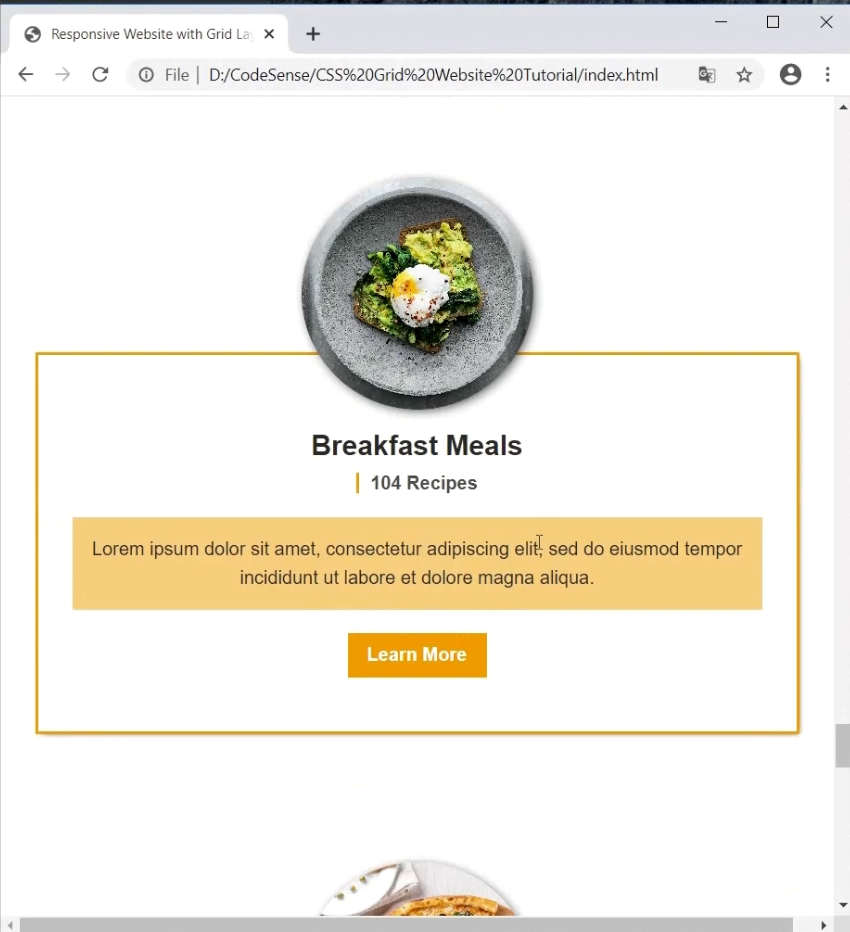 Responsive Website with Grid La
File | D:/CodeSense/CSS%20Grid%20Website%20Tutorial/index.html
Breakfast Meals
104 Recipes
Lorem ipsum dolor sit amet, consectetur adipiscing elit, sed do eiusmod tempor
incididunt ut labore et dolore magna aliqua.
Learn More